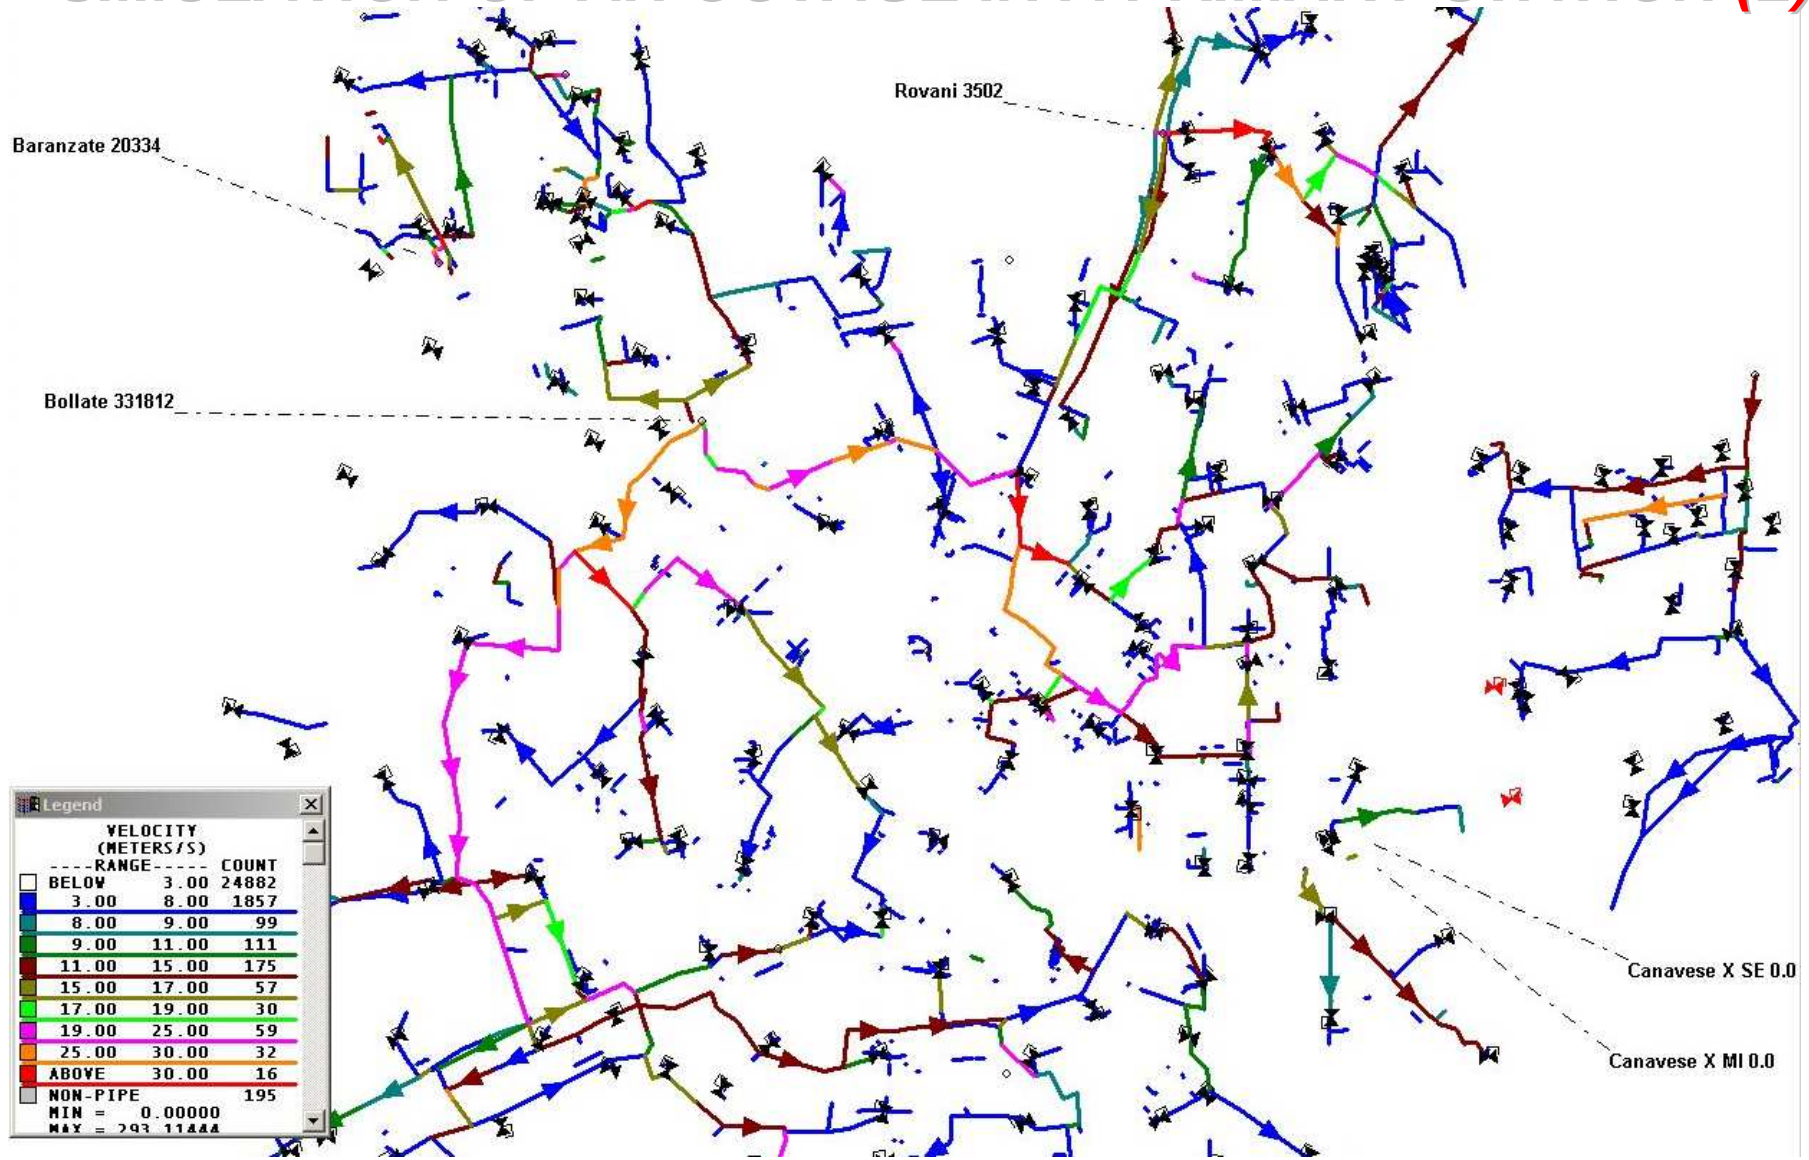 Rovani 3502
Baranzate 20334
Bollate 331812
Canavese X SE 0.0
Canavese X MI 0.0
Legend
VELOCITY
(METERS/S)
----RANGE----- COUNT
BELOW 3.00 24882
3.00 8.00 1857
8.00 9.00 99
9.00 11.00 111
11.00 15.00 175
15.00 17.00 57
17.00 19.00 30
19.00 25.00 59
25.00 30.00 32
ABOVE 30.00 16
NON-PIPE 195
MIN = 0.00000
MAX = 293.11444